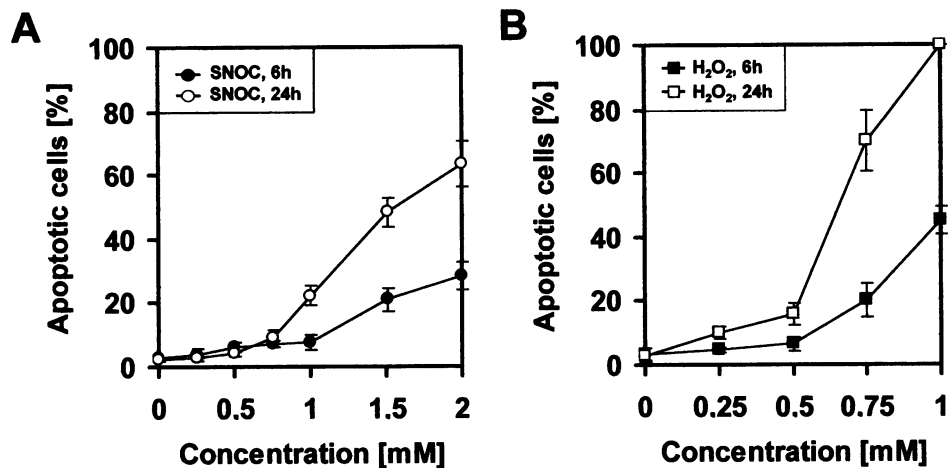 A
Apoptotic cells [%]
100
80
60
40
20
0
SNOC, 6h
SNOC, 24h
0
0.5
1
1.5
2
Concentration [mM]
B
Apoptotic cells [%]
100
80
60
40
20
0
H₂O₂, 6h
H₂O₂, 24h
0
0.25
0.5
0.75
1
Concentration [mM]